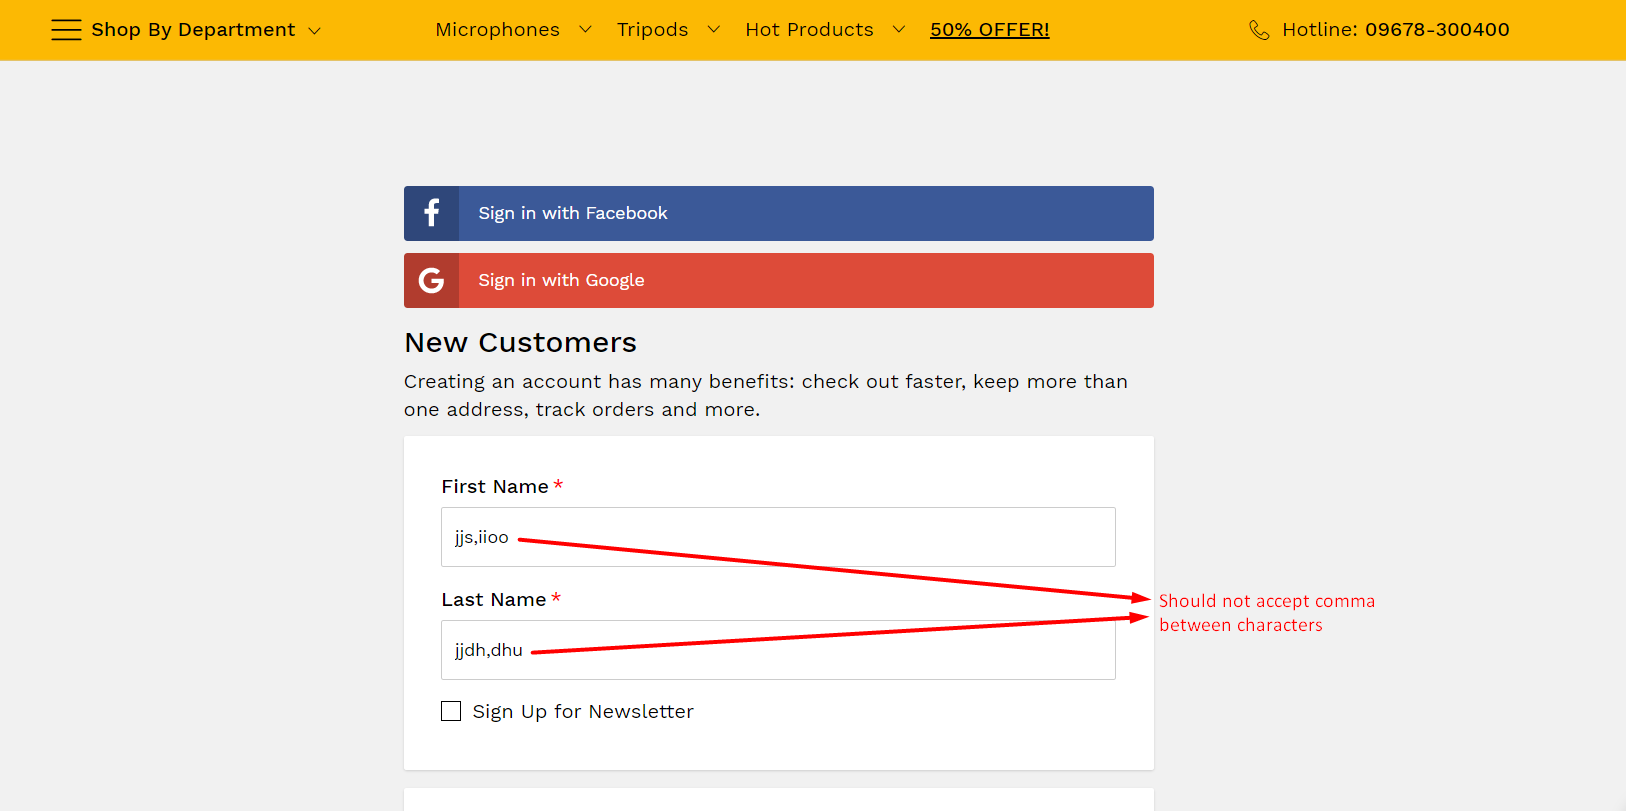 Shop By Department
Microphones Tripods Hot Products 50% OFFER!
Hotline: 09678-300400
Sign in with Facebook
Sign in with Google
New Customers
Creating an account has many benefits: check out faster, keep more than
one address, track orders and more.
First Name *
jjs,iioo
Last Name *
jjdh,dhu
Should not accept comma
between characters
Sign Up for Newsletter